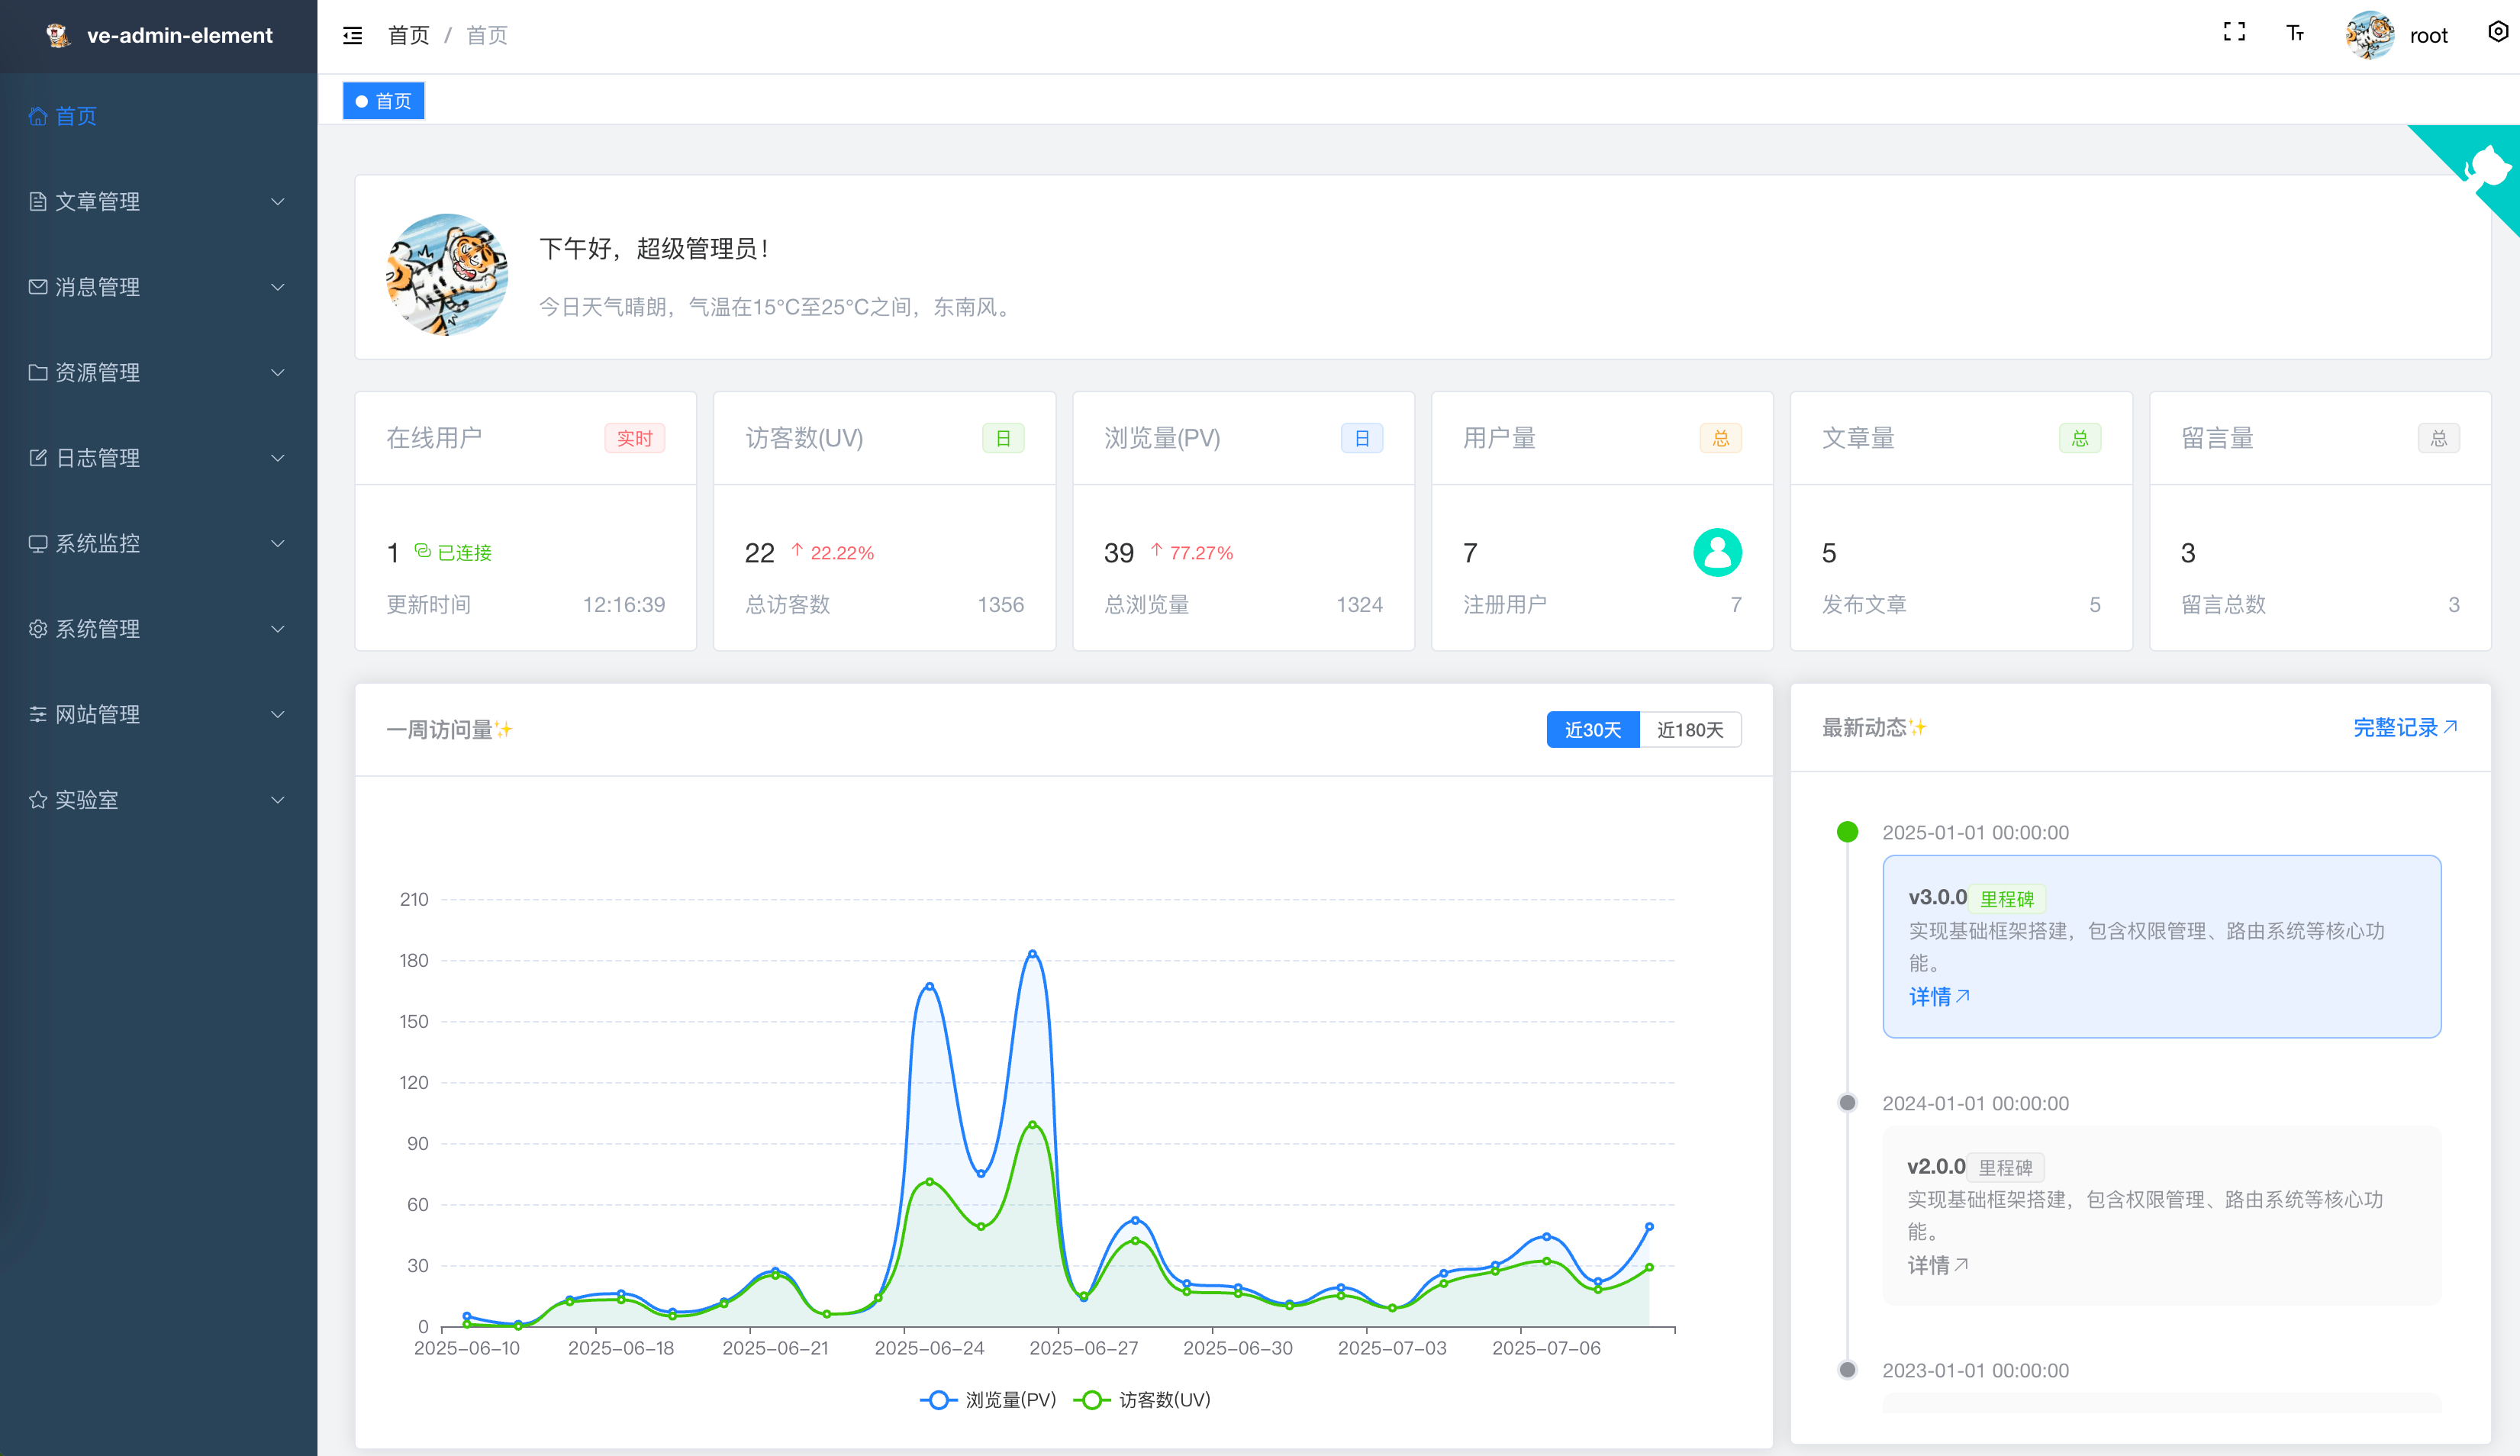 ve-admin-element
首页
文章管理
消息管理
资源管理
日志管理
系统监控
系统管理
网站管理
实验室
首页 / 首页
root
首页
下午好，超级管理员！
今日天气晴朗，气温在15°C至25°C之间，东南风。
在线用户 实时
1 已连接
更新时间 12:16:39
访客数(UV) 日
22 22.22%
总访客数 1356
浏览量(PV) 日
39 77.27%
总浏览量 1324
用户量 总
7
注册用户 7
文章量 总
5
发布文章 5
留言量 总
3
留言总数 3
一周访问量✨ 近30天 近180天
210
180
150
120
90
60
30
0
2025-06-10 2025-06-18 2025-06-21 2025-06-24 2025-06-27 2025-06-30 2025-07-03 2025-07-06
浏览量(PV) 访客数(UV)
最新动态✨ 完整记录
2025-01-01 00:00:00
v3.0.0 里程碑
实现基础框架搭建，包含权限管理、路由系统等核心功
能。
详情
2024-01-01 00:00:00
v2.0.0 里程碑
实现基础框架搭建，包含权限管理、路由系统等核心功
能。
详情
2023-01-01 00:00:00